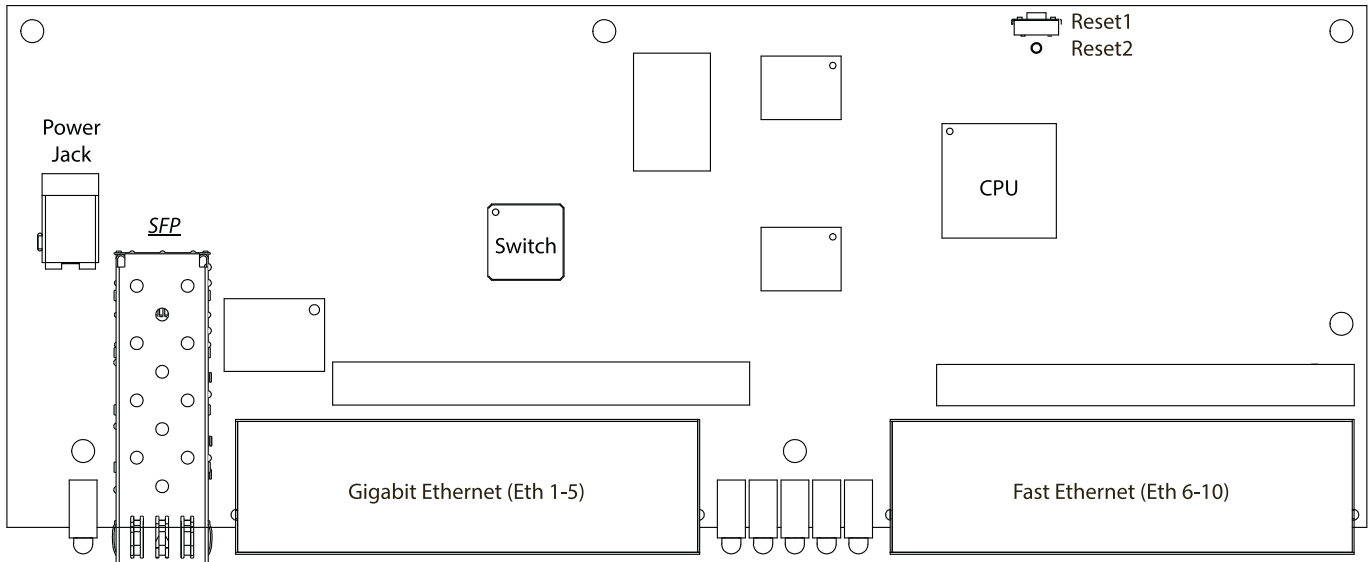 Reset1
Reset2
Power
Jack
CPU
SFP
Switch
Gigabit Ethernet (Eth 1-5)
Fast Ethernet (Eth 6-10)